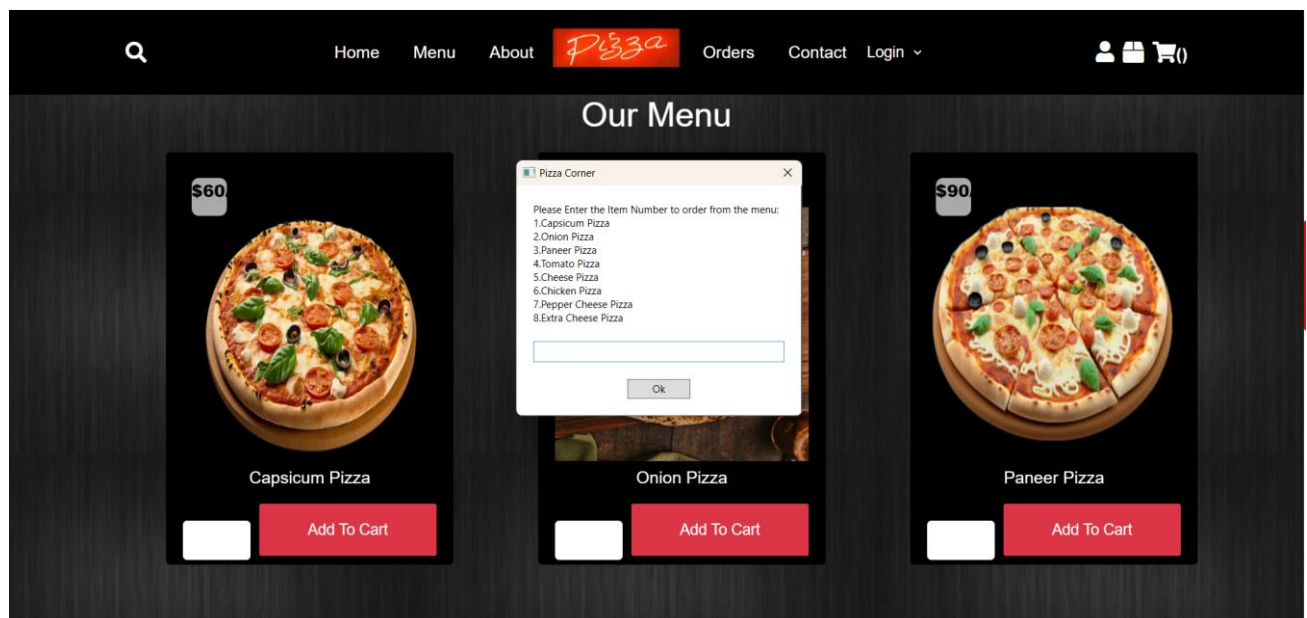 Home Menu About Pizza Orders Contact Login ()
Our Menu
$60
$90
Pizza Corner
Please Enter the Item Number to order from the menu:
1.Capsicum Pizza
2.Onion Pizza
3.Paneer Pizza
4.Tomato Pizza
5.Cheese Pizza
6.Chicken Pizza
7.Pepper Cheese Pizza
8.Extra Cheese Pizza
Ok
Capsicum Pizza
Onion Pizza
Paneer Pizza
Add To Cart
Add To Cart
Add To Cart